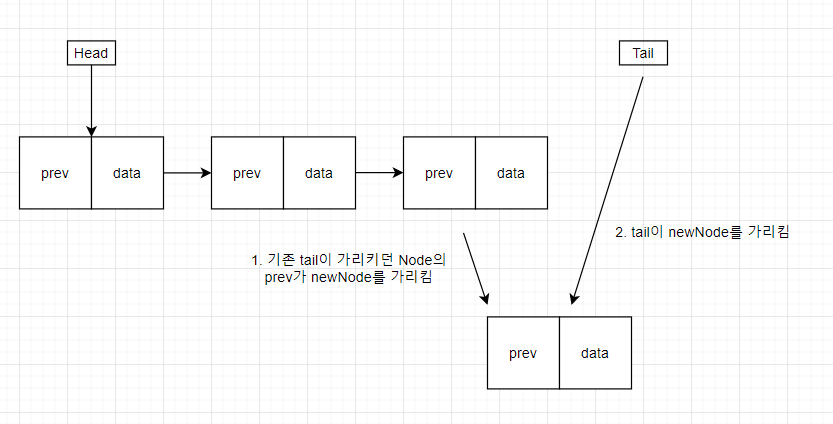 Head
Tail
prev
data
prev
data
prev
data
1. 기존 tail이 가리키던 Node의
prev가 newNode를 가리킴
2. tail이 newNode를 가리킴
prev
data